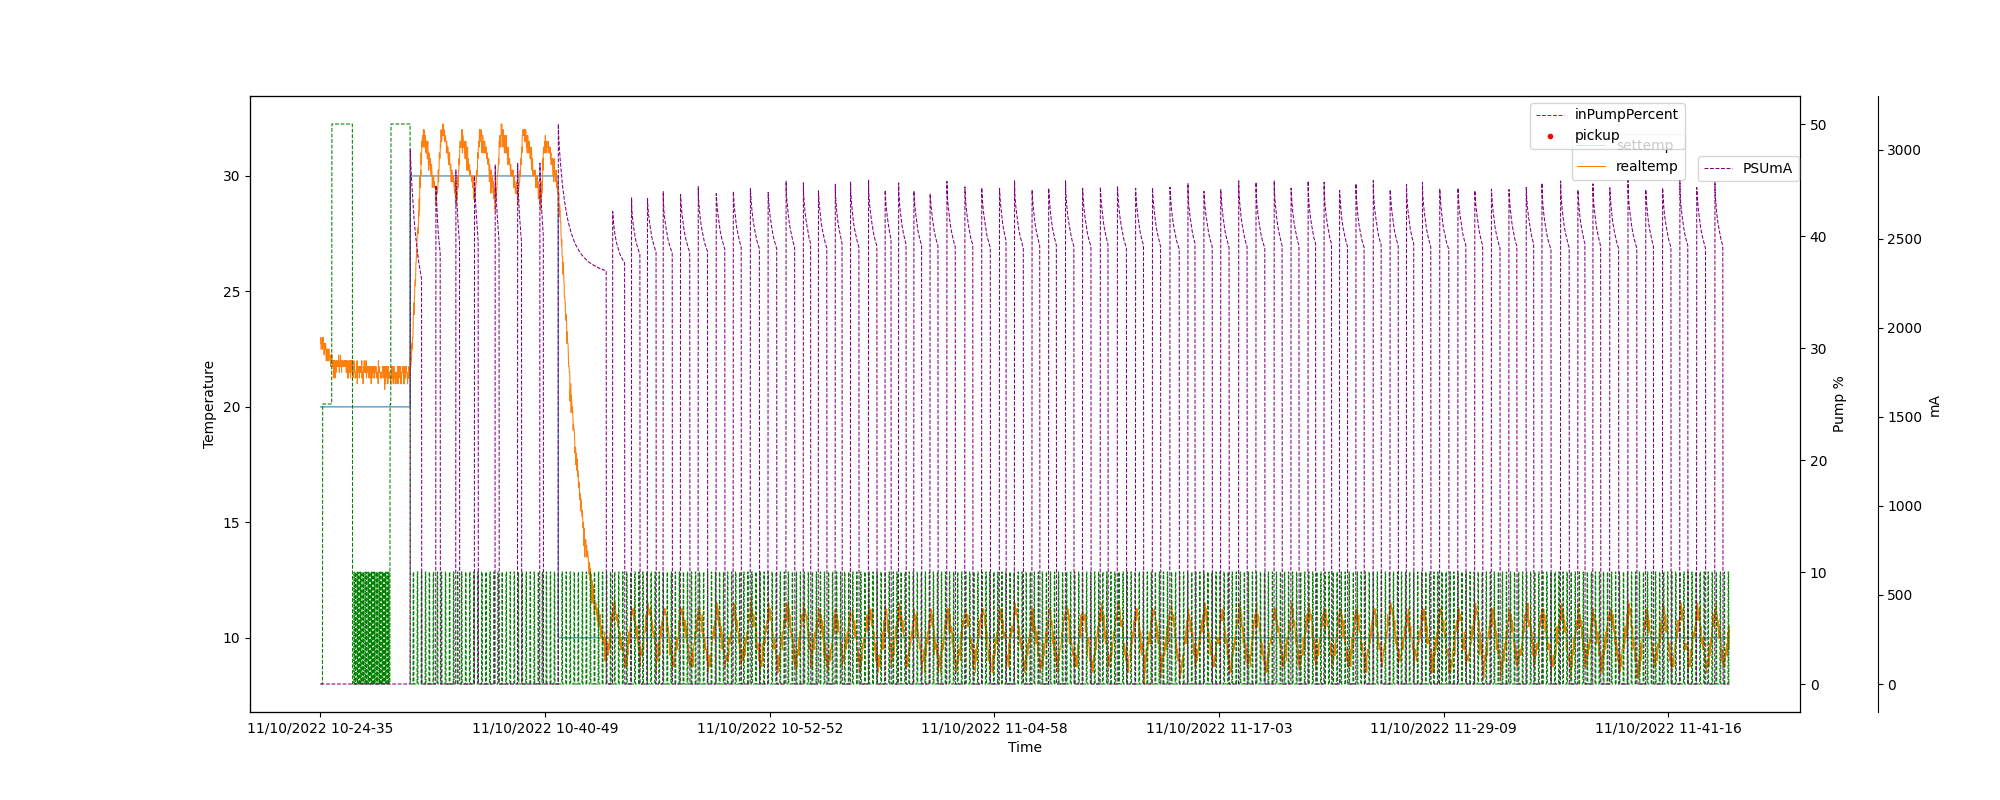 inPumpPercent
pickup
settemp
realtemp
PSUmA
30
25
20
15
10
Temperature
50
40
30
20
10
0
Pump %
3000
2500
2000
1500
1000
500
0
mA
11/10/2022 10-24-35
11/10/2022 10-40-49
11/10/2022 10-52-52
11/10/2022 11-04-58
11/10/2022 11-17-03
11/10/2022 11-29-09
11/10/2022 11-41-16
Time